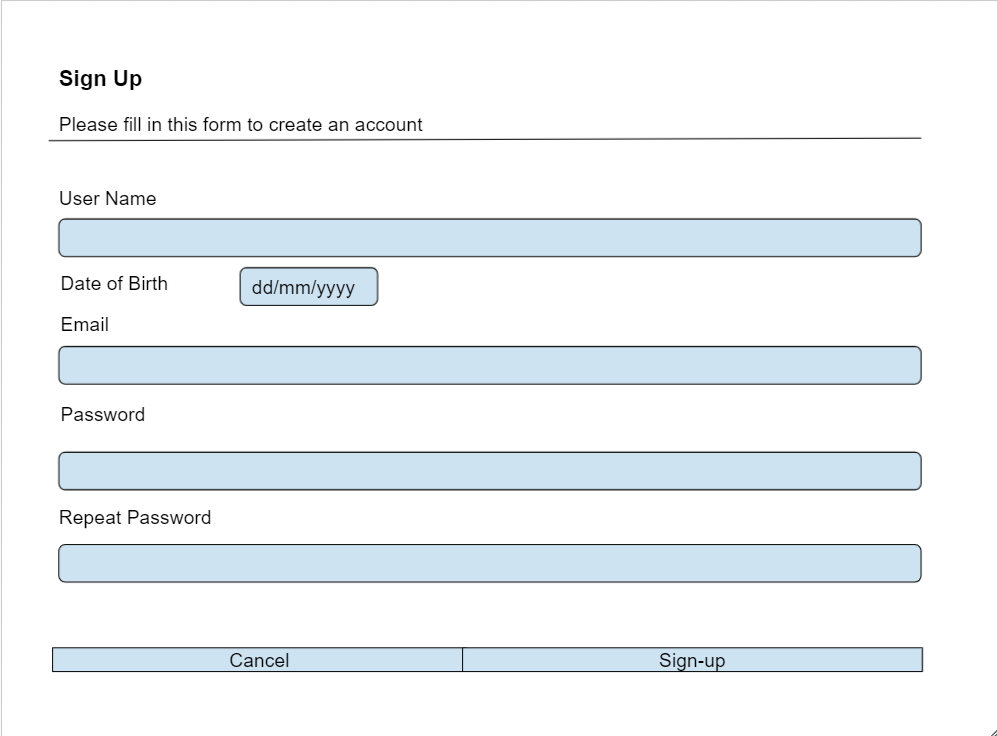 Sign Up
Please fill in this form to create an account
User Name
Date of Birth dd/mm/yyyy
Email
Password
Repeat Password
Cancel Sign-up